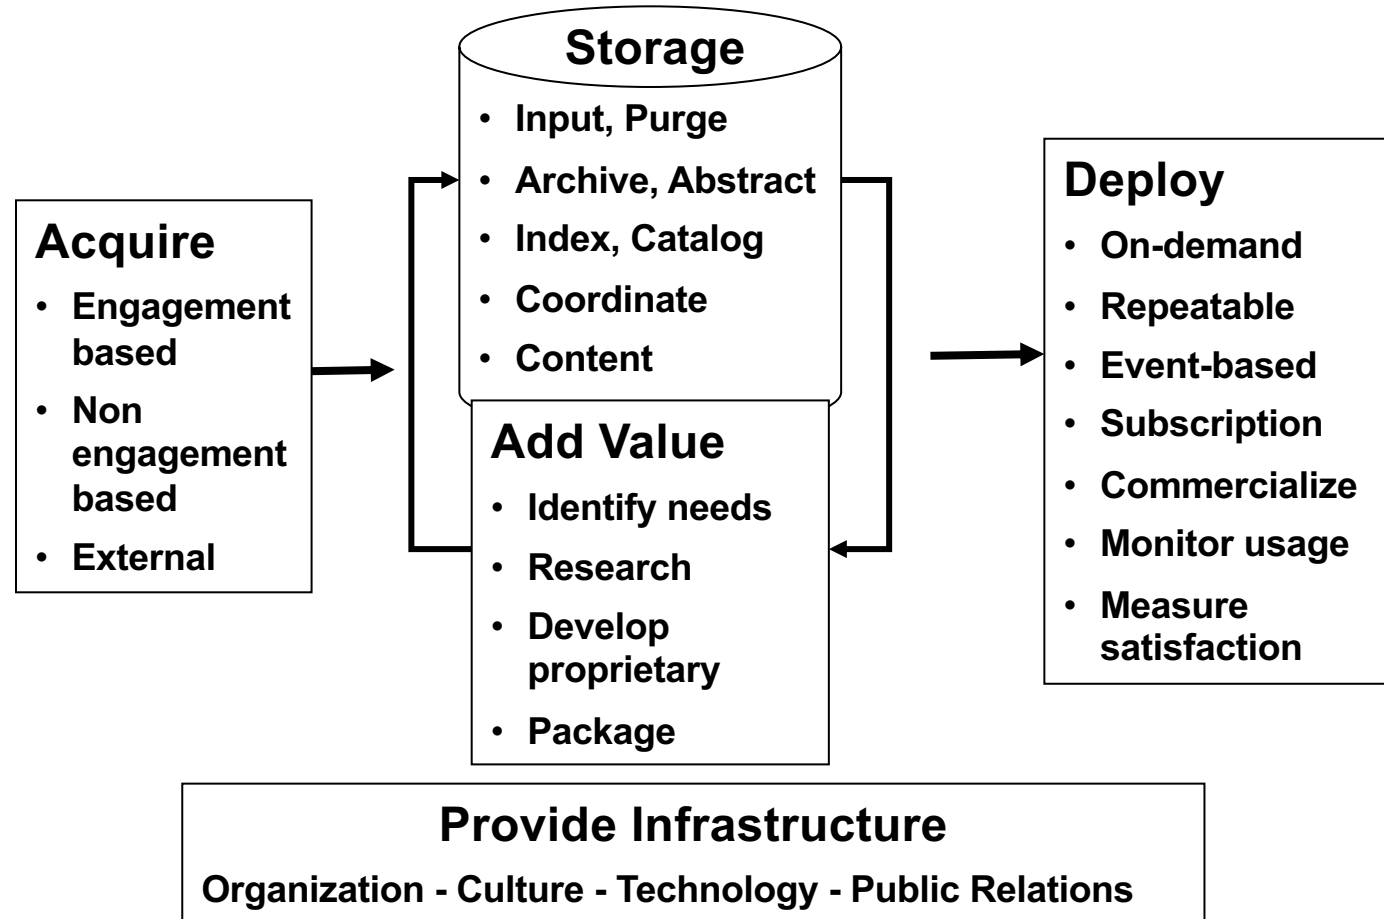 Storage
• Input, Purge
• Archive, Abstract
• Index, Catalog
• Coordinate
• Content
Acquire
• Engagement
based
• Non
engagement
based
• External
Add Value
• Identify needs
• Research
• Develop
proprietary
• Package
Deploy
• On-demand
• Repeatable
• Event-based
• Subscription
• Commercialize
• Monitor usage
• Measure
satisfaction
Provide Infrastructure
Organization - Culture - Technology - Public Relations